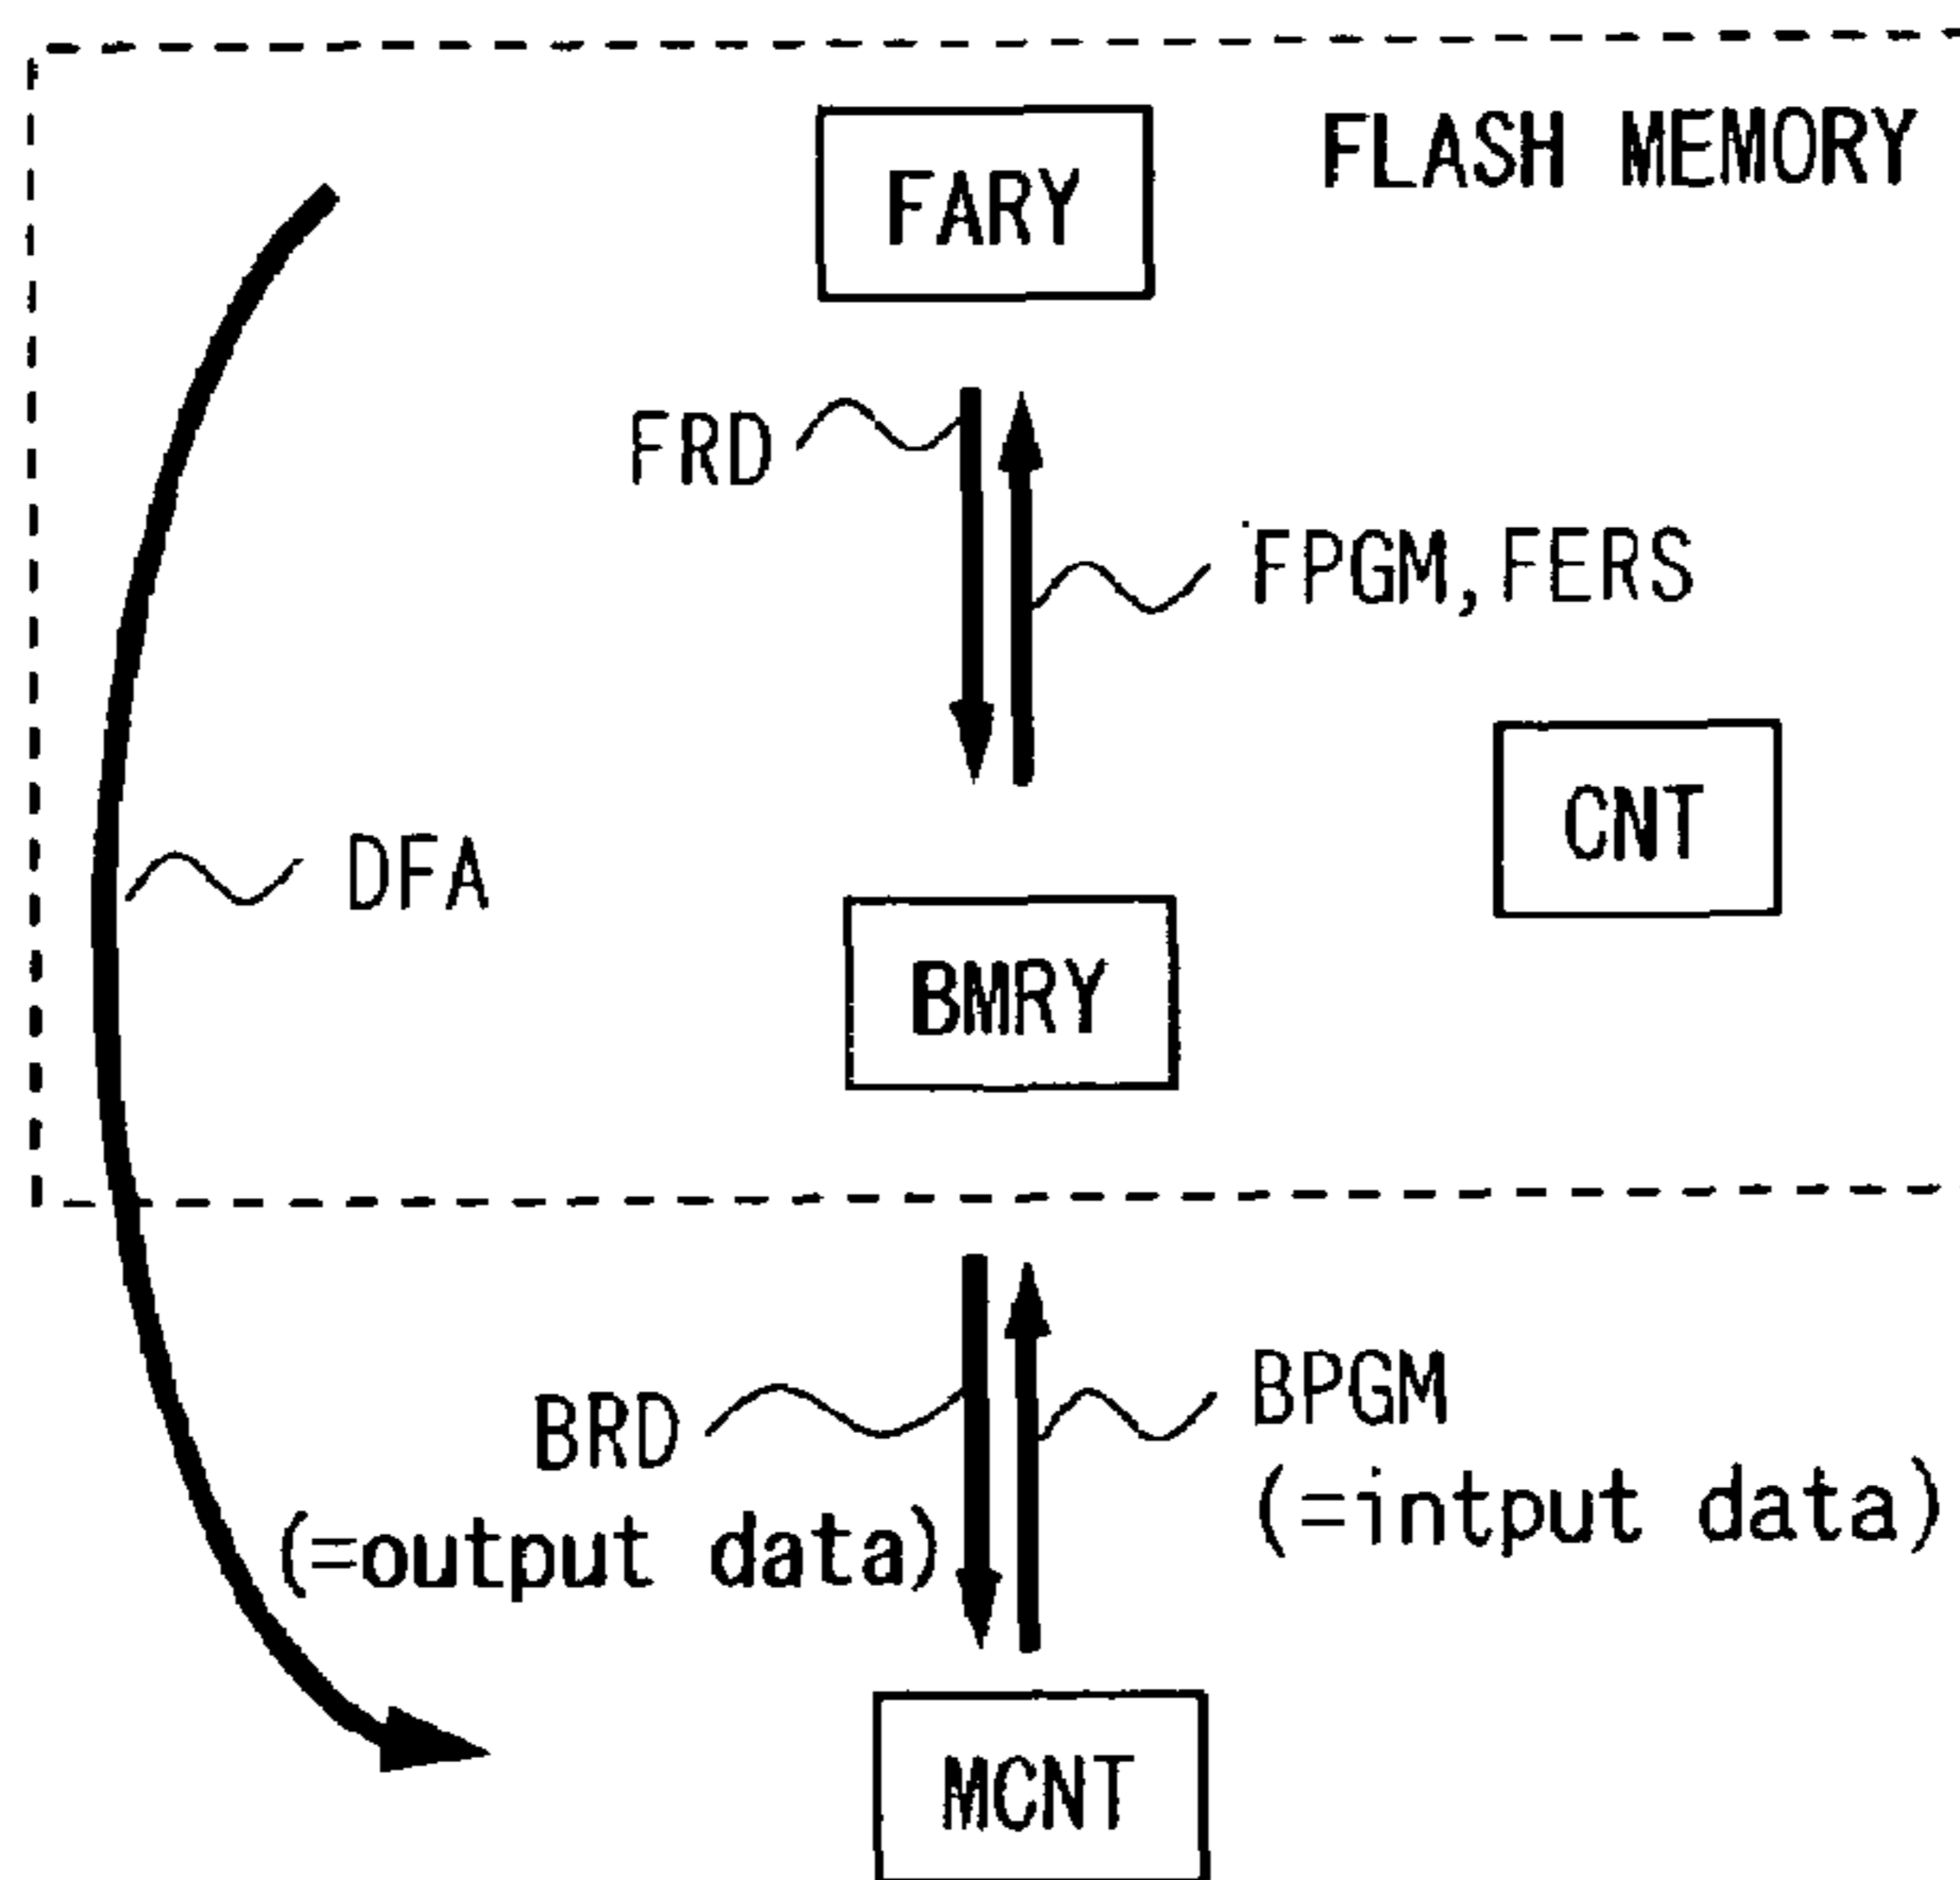 FLASH MEMORY
FARY
FRD
FPGM, FERS
CNT
DFA
BMRY
BRD
(=output data)
BPGM
(=intput data)
MCNT